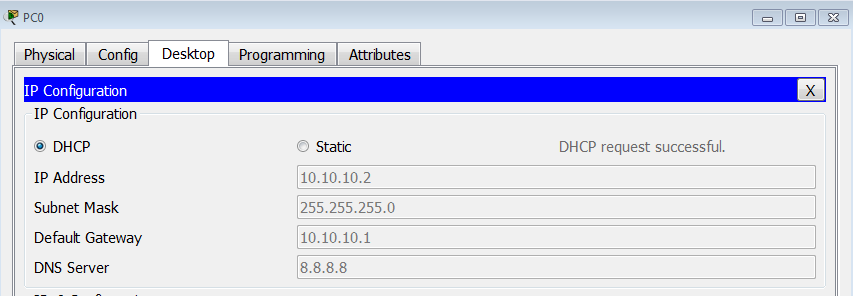 PC0
Physical Config Desktop Programming Attributes
IP Configuration X
IP Configuration
DHCP Static DHCP request successful.
IP Address 10.10.10.2
Subnet Mask 255.255.255.0
Default Gateway 10.10.10.1
DNS Server 8.8.8.8